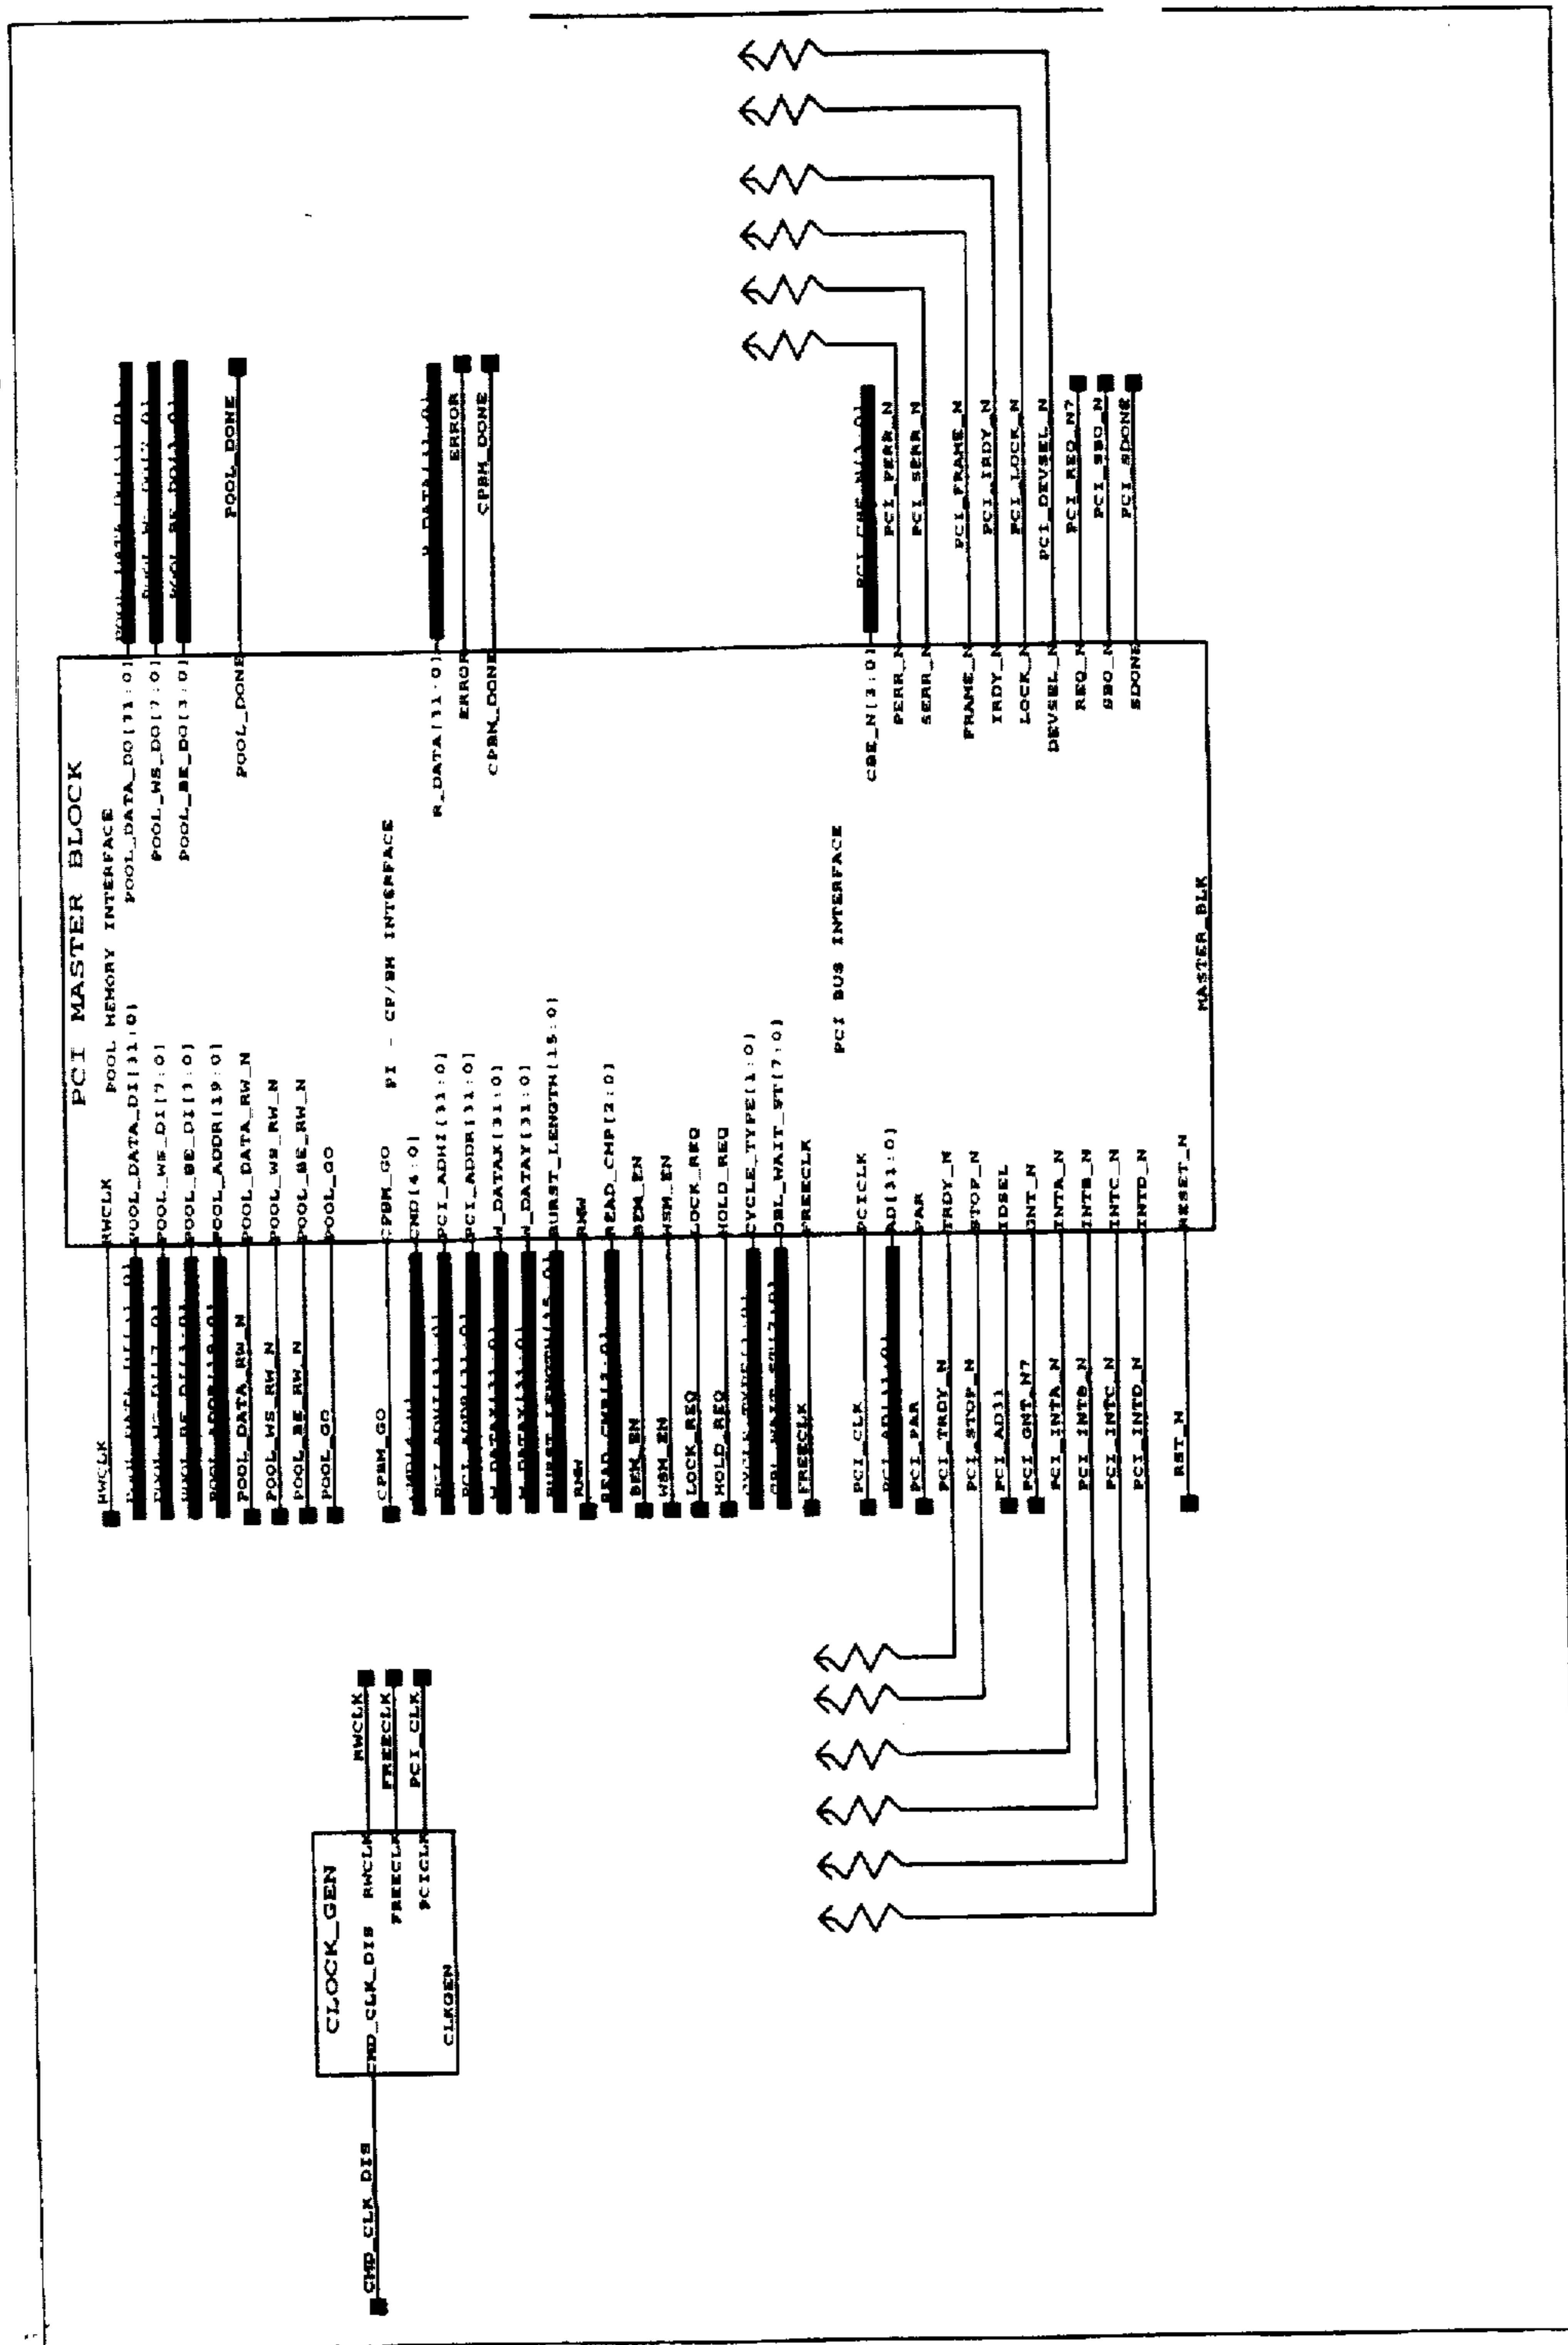 PCI MASTER BLOCK
POOL MEMORY INTERFACE
RWCLK
RWCLK
POOL_DATA_DI[31:0]
POOL_WS_DI[7:0]
POOL_BE_DI[3:0]
POOL_ADDR[19:0]
POOL_DATA_RW_N
POOL_DATA_RW_N
POOL_WS_RW_N
POOL_WS_RW_N
POOL_BE_RW_N
POOL_BE_RW_N
POOL_GO
POOL_GO
POOL_DATA_DO[31:0]
POOL_WS_DO[7:0]
POOL_BE_DO[3:0]
POOL_DONE
POOL_DONE
PI - CP/BM INTERFACE
CPBM_GO
CPBM_GO
CMD[4:0]
PCI_ADHI[31:0]
PCI_ADDR[31:0]
W_DATAX[31:0]
W_DATAY[31:0]
BURST_LENGTH[15:0]
RMW
RMW
READ_CMP[2:0]
BEM_EN
BEM_EN
WSM_EN
WSM_EN
LOCK_REQ
LOCK_REQ
HOLD_REQ
HOLD_REQ
CYCLE_TYPE[1:0]
GBL_WAIT_ST[7:0]
FREECLK
FREECLK
R_DATA[31:0]
ERROR
ERROR
CPBM_DONE
CPBM_DONE
PCI BUS INTERFACE
PCI_CLK
PCICLK
AD[31:0]
PCI_PAR
PAR
PCI_TRDY_N
TRDY_N
PCI_STOP_N
STOP_N
PCI_AD11
IDSEL
PCI_GNT_N7
GNT_N
PCI_INTA_N
INTA_N
PCI_INTB_N
INTB_N
PCI_INTC_N
INTC_N
PCI_INTD_N
INTD_N
RST_N
RESET_N
CBE_N[3:0]
PERR_N
PCI_PERR_N
SERR_N
PCI_SERR_N
FRAME_N
PCI_FRAME_N
IRDY_N
PCI_IRDY_N
LOCK_N
PCI_LOCK_N
DEVSEL_N
PCI_DEVSEL_N
REQ_N
PCI_REQ_N7
SBO_N
PCI_SBO_N
SDONE
PCI_SDONE
MASTER_BLK
CLOCK_GEN
CMD_CLK_DIS
CMD_CLK_DIS
RWCLK
RWCLK
FREECLK
FREECLK
PCICLK
PCI_CLK
CLKGEN